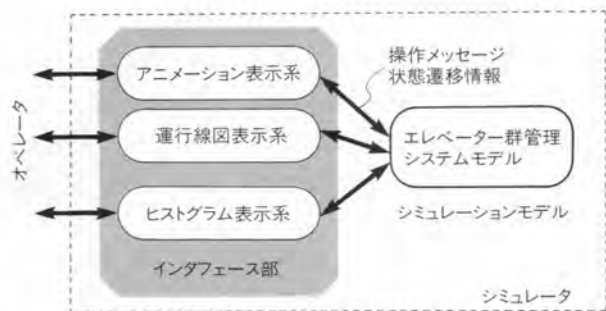 オペレータ
アニメーション表示系
運行線図表示系
ヒストグラム表示系
インタフェース部
操作メッセージ
状態遷移情報
エレベーター群管理
システムモデル
シミュレーションモデル
シミュレータ